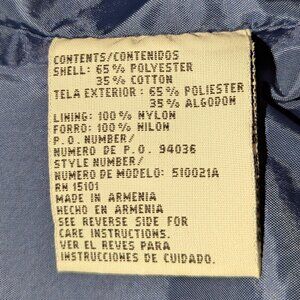 CONTENTS/CONTENIDOS
SHELL: 65% POLYESTER
35% COTTON
TELA EXTERIOR: 65% POLIESTER
35% ALGODON
LINING: 100% NYLON
FORRO: 100% NILON
P.O. NUMBER/
NUMERO DE P.O. 94036
STYLE NUMBER/
NUMERO DE MODELO: 510021A
RN 15101
MADE IN ARMENIA
HECHO EN ARMENIA
SEE REVERSE SIDE FOR
CARE INSTRUCTIONS.
VER EL REVES PARA
INSTRUCCIONES DE CUIDADO.